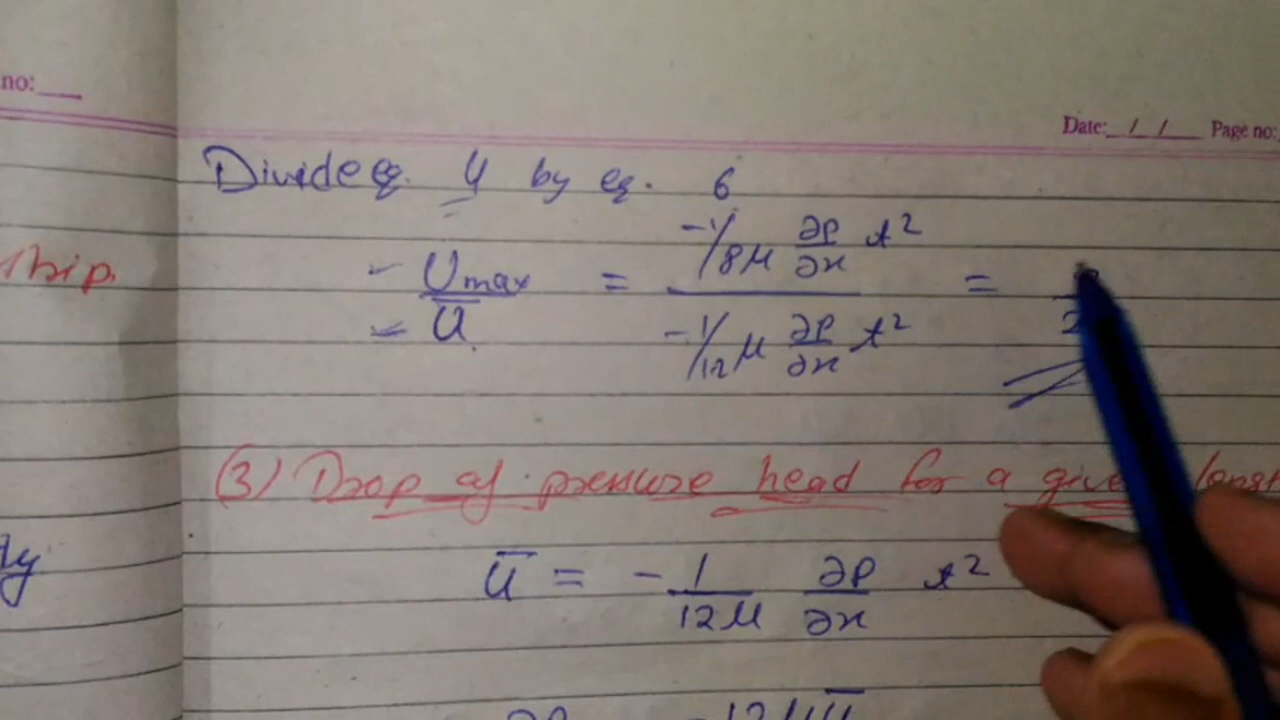 no:
Date: / / Page no:
Divide eq. 4 by eq. 6
Umax / U̅ = -1/8μ ∂P/∂x t² / -1/12μ ∂P/∂x t² =
(3) Drop of pressure head for a given
U̅ = - 1/12μ ∂P/∂x t²